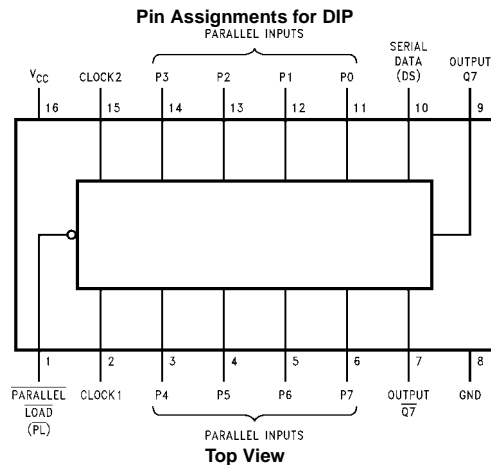 Pin Assignments for DIP
PARALLEL INPUTS
VCC CLOCK2 P3 P2 P1 P0 SERIAL DATA (DS) OUTPUT Q7
16 15 14 13 12 11 10 9
1 2 3 4 5 6 7 8
PARALLEL LOAD (PL) CLOCK1 P4 P5 P6 P7 OUTPUT Q7 GND
PARALLEL INPUTS
Top View